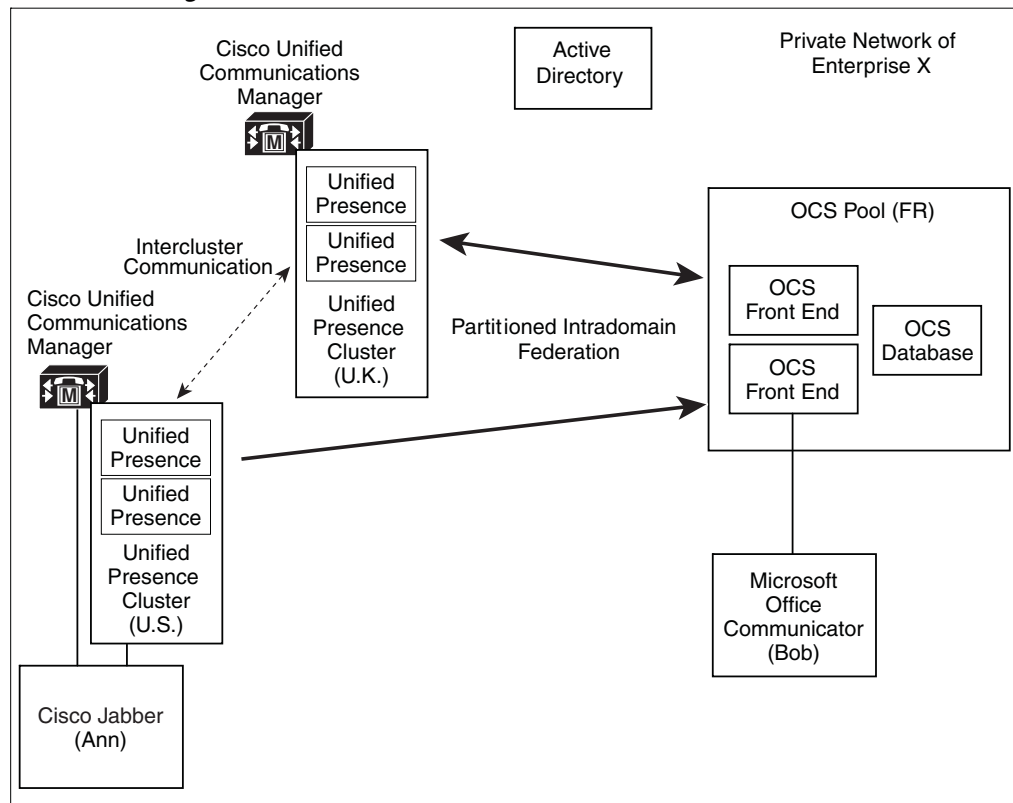 Cisco Unified
Communications
Manager
M
Active
Directory
Private Network of
Enterprise X
Unified
Presence
Unified
Presence
Unified
Presence
Cluster
(U.K.)
Intercluster
Communication
Cisco Unified
Communications
Manager
M
Unified
Presence
Unified
Presence
Unified
Presence
Cluster
(U.S.)
Cisco Jabber
(Ann)
Partitioned Intradomain
Federation
OCS Pool (FR)
OCS
Front End
OCS
Front End
OCS
Database
Microsoft
Office
Communicator
(Bob)